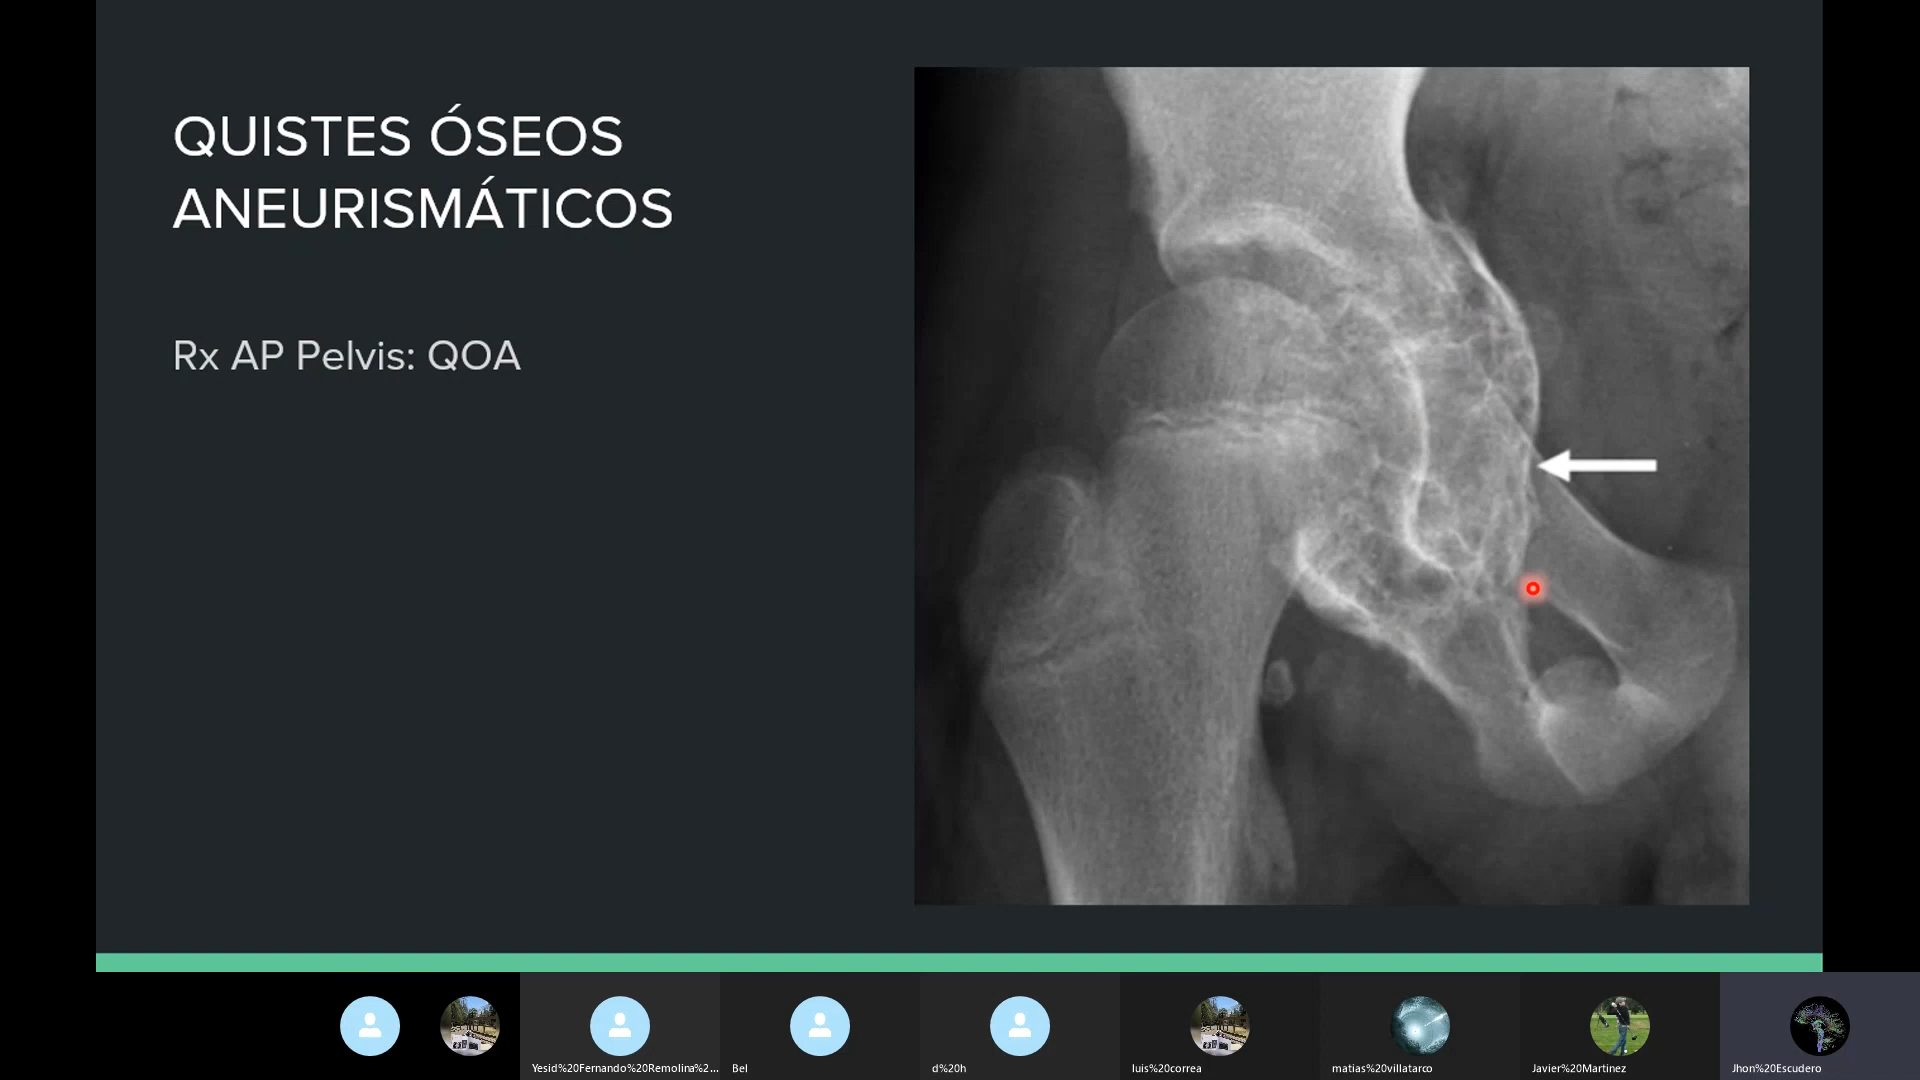 QUISTES ÓSEOS
ANEURISMÁTICOS
Rx AP Pelvis: QOA
Yesid%20Fernando%20Remolina%2...
Bel
d%20h
luis%20correa
matias%20villatarco
Javier%20Martinez
Jhon%20Escudero